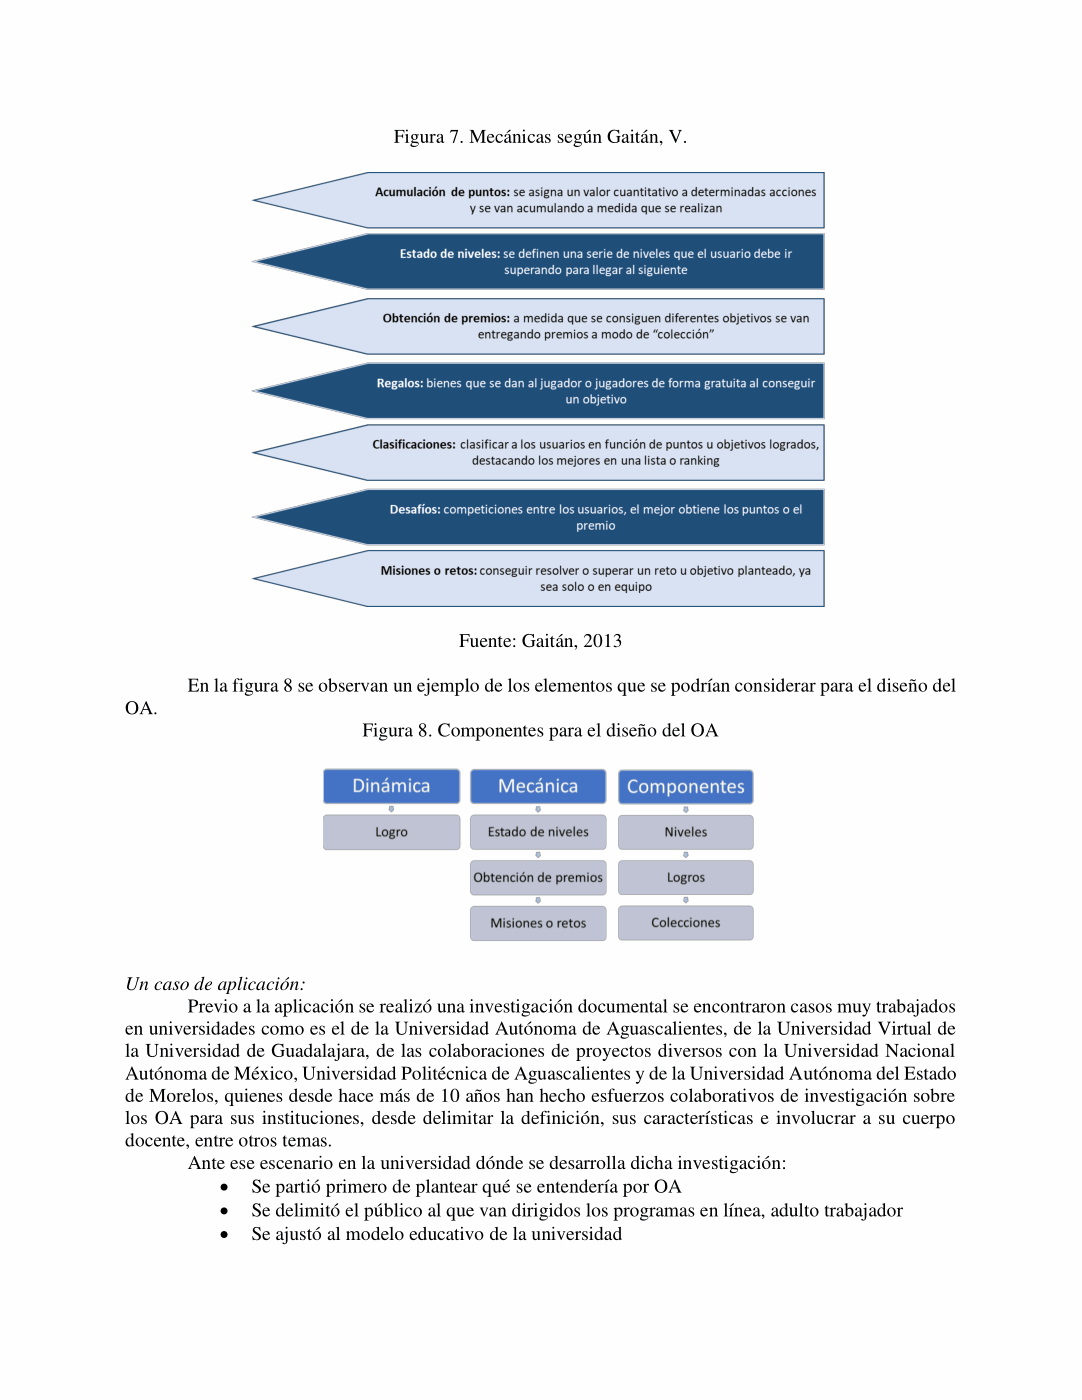 Figura 7. Mecánicas según Gaitán, V.
Acumulación de puntos: se asigna un valor cuantitativo a determinadas acciones
y se van acumulando a medida que se realizan
Estado de niveles: se definen una serie de niveles que el usuario debe ir
superando para llegar al siguiente
Obtención de premios: a medida que se consiguen diferentes objetivos se van
entregando premios a modo de “colección”
Regalos: bienes que se dan al jugador o jugadores de forma gratuita al conseguir
un objetivo
Clasificaciones: clasificar a los usuarios en función de puntos u objetivos logrados,
destacando los mejores en una lista o ranking
Desafíos: competiciones entre los usuarios, el mejor obtiene los puntos o el
premio
Misiones o retos: conseguir resolver o superar un reto u objetivo planteado, ya
sea solo o en equipo
Fuente: Gaitán, 2013
En la figura 8 se observan un ejemplo de los elementos que se podrían considerar para el diseño del
OA.
Figura 8. Componentes para el diseño del OA
Dinámica
Logro
Mecánica
Estado de niveles
Obtención de premios
Misiones o retos
Componentes
Niveles
Logros
Colecciones
Un caso de aplicación:
Previo a la aplicación se realizó una investigación documental se encontraron casos muy trabajados
en universidades como es el de la Universidad Autónoma de Aguascalientes, de la Universidad Virtual de
la Universidad de Guadalajara, de las colaboraciones de proyectos diversos con la Universidad Nacional
Autónoma de México, Universidad Politécnica de Aguascalientes y de la Universidad Autónoma del Estado
de Morelos, quienes desde hace más de 10 años han hecho esfuerzos colaborativos de investigación sobre
los OA para sus instituciones, desde delimitar la definición, sus características e involucrar a su cuerpo
docente, entre otros temas.
Ante ese escenario en la universidad dónde se desarrolla dicha investigación:
• Se partió primero de plantear qué se entendería por OA
• Se delimitó el público al que van dirigidos los programas en línea, adulto trabajador
• Se ajustó al modelo educativo de la universidad